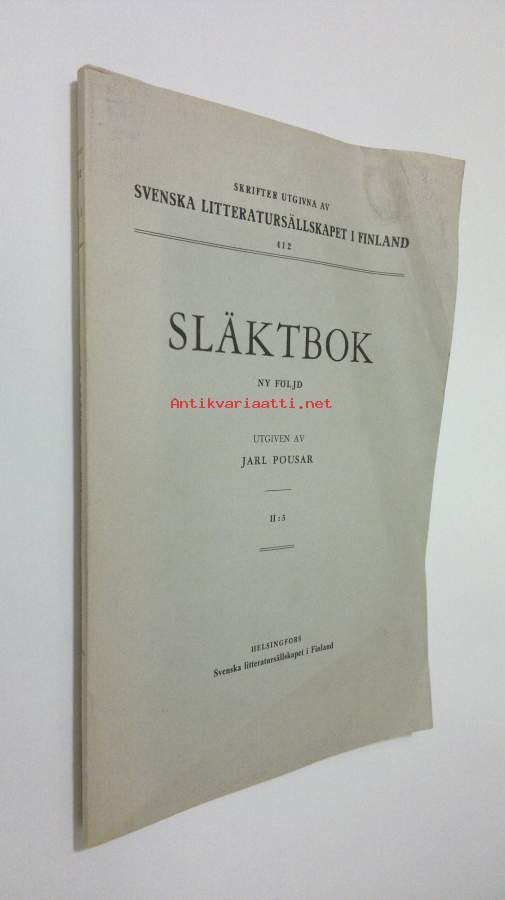 SKRIFTER UTGIVNA AV
SVENSKA LITTERATURSÄLLSKAPET I FINLAND
412
SLÄKTBOK
NY FÖLJD
Antikvariaatti.net
UTGIVEN AV
JARL POUSAR
II:3
HELSINGFORS
Svenska litteratursällskapet i Finland